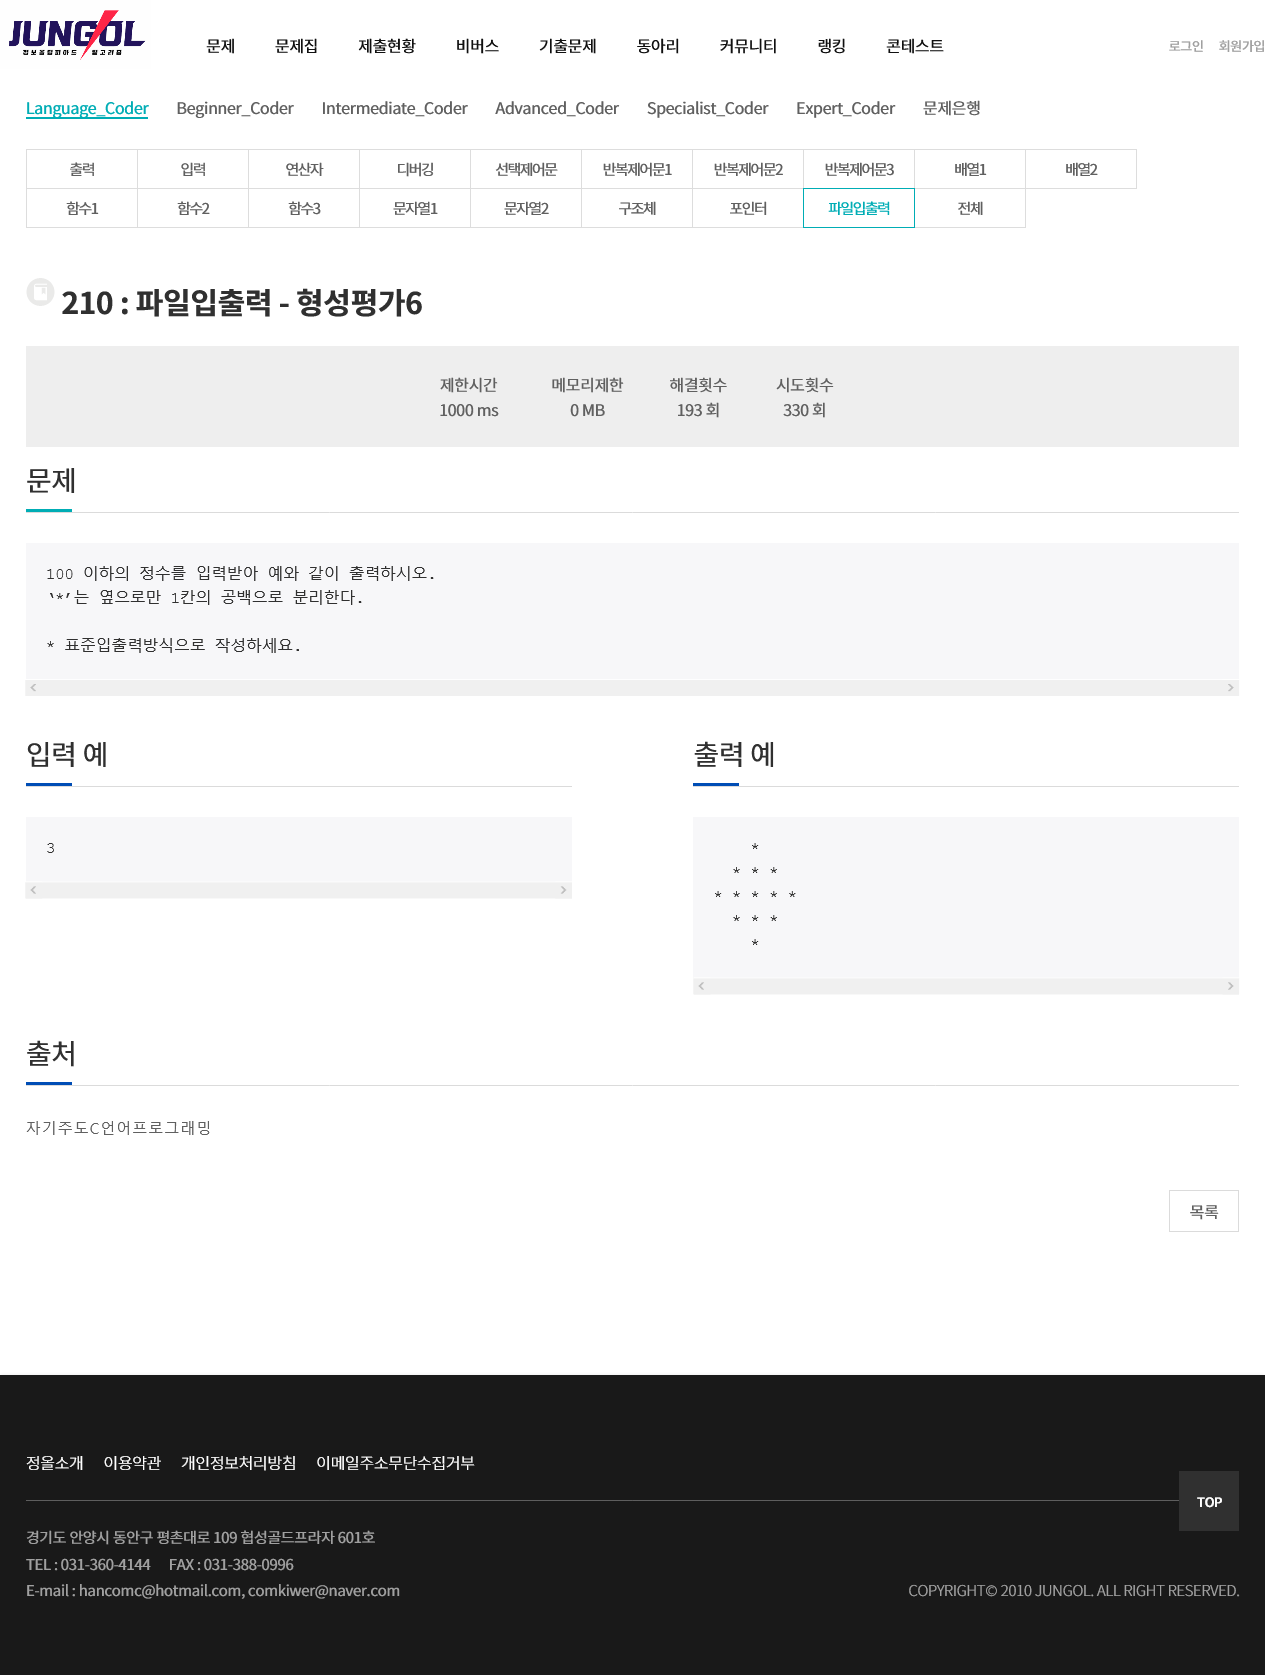 JUNGOL
정보올림피아드 알고리즘
문제 문제집 제출현황 비버스 기출문제 동아리 커뮤니티 랭킹 콘테스트
로그인 회원가입
Language_Coder Beginner_Coder Intermediate_Coder Advanced_Coder Specialist_Coder Expert_Coder 문제은행
출력 입력 연산자 디버깅 선택제어문 반복제어문1 반복제어문2 반복제어문3 배열1 배열2
함수1 함수2 함수3 문자열1 문자열2 구조체 포인터 파일입출력 전체
210 : 파일입출력 - 형성평가6
제한시간 메모리제한 해결횟수 시도횟수
1000 ms 0 MB 193 회 330 회
문제
100 이하의 정수를 입력받아 예와 같이 출력하시오.
‘*’는 옆으로만 1칸의 공백으로 분리한다.
* 표준입출력방식으로 작성하세요.
입력 예
3
출력 예
    *
  * * *
* * * * *
  * * *
    *
출처
자기주도C언어프로그래밍
목록
정올소개 이용약관 개인정보처리방침 이메일주소무단수집거부
TOP
경기도 안양시 동안구 평촌대로 109 협성골드프라자 601호
TEL : 031-360-4144 FAX : 031-388-0996
E-mail : hancomc@hotmail.com, comkiwer@naver.com
COPYRIGHT© 2010 JUNGOL. ALL RIGHT RESERVED.